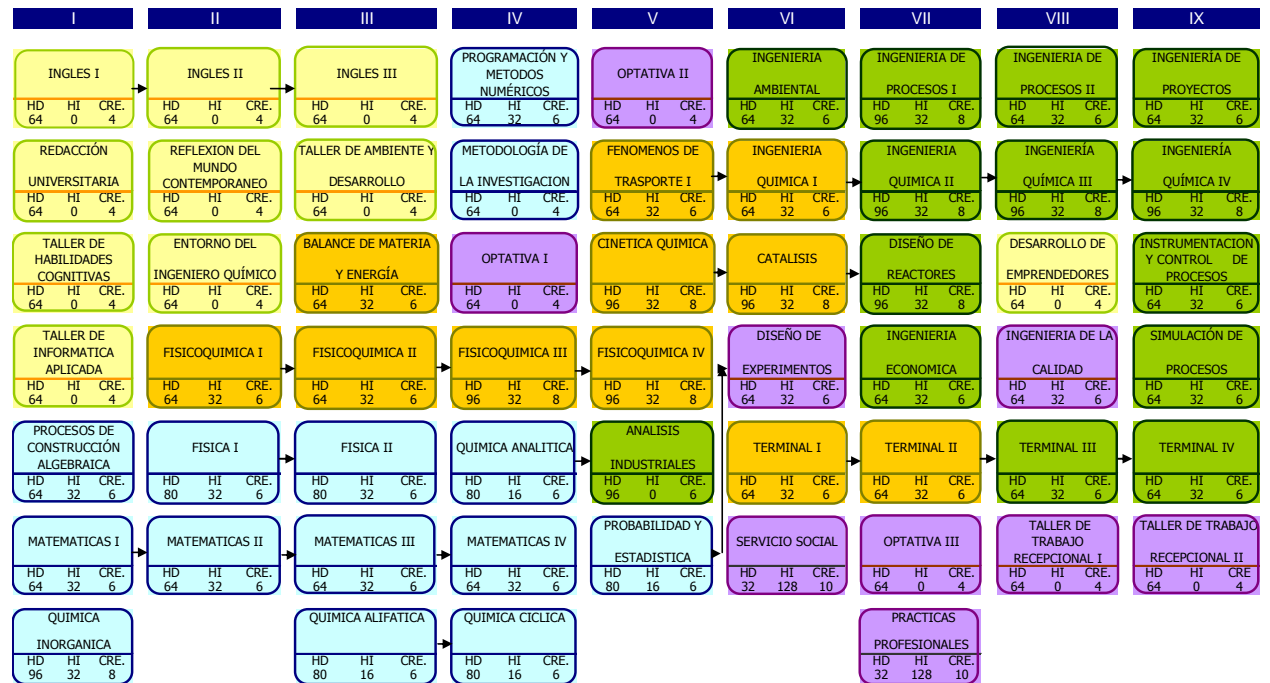 I II III IV V VI VII VIII IX
INGLES I
HD HI CRE.
64 0 4
INGLES II
HD HI CRE.
64 0 4
INGLES III
HD HI CRE.
64 0 4
PROGRAMACIÓN Y
METODOS
NUMÉRICOS
HD HI CRE.
64 32 6
OPTATIVA II
HD HI CRE.
64 0 4
INGENIERIA
AMBIENTAL
HD HI CRE.
64 32 6
INGENIERIA DE
PROCESOS I
HD HI CRE.
96 32 8
INGENIERIA DE
PROCESOS II
HD HI CRE.
64 32 6
INGENIERÍA DE
PROYECTOS
HD HI CRE.
64 32 6
REDACCIÓN
UNIVERSITARIA
HD HI CRE.
64 0 4
REFLEXION DEL
MUNDO
CONTEMPORANEO
HD HI CRE.
64 0 4
TALLER DE AMBIENTE Y
DESARROLLO
HD HI CRE.
64 0 4
METODOLOGÍA DE
LA INVESTIGACION
HD HI CRE.
64 0 4
FENOMENOS DE
TRASPORTE I
HD HI CRE.
64 32 6
INGENIERIA
QUIMICA I
HD HI CRE.
64 32 6
INGENIERIA
QUIMICA II
HD HI CRE.
96 32 8
INGENIERÍA
QUÍMICA III
HD HI CRE.
96 32 8
INGENIERÍA
QUÍMICA IV
HD HI CRE.
96 32 8
TALLER DE
HABILIDADES
COGNITIVAS
HD HI CRE.
64 0 4
ENTORNO DEL
INGENIERO QUÍMICO
HD HI CRE.
64 0 4
BALANCE DE MATERIA
Y ENERGÍA
HD HI CRE.
64 32 6
OPTATIVA I
HD HI CRE.
64 0 4
CINETICA QUIMICA
HD HI CRE.
96 32 8
CATALISIS
HD HI CRE.
96 32 8
DISEÑO DE
REACTORES
HD HI CRE.
96 32 8
DESARROLLO DE
EMPRENDEDORES
HD HI CRE.
64 0 4
INSTRUMENTACION
Y CONTROL DE
PROCESOS
HD HI CRE.
64 32 6
TALLER DE
INFORMATICA
APLICADA
HD HI CRE.
64 0 4
FISICOQUIMICA I
HD HI CRE.
64 32 6
FISICOQUIMICA II
HD HI CRE.
64 32 6
FISICOQUIMICA III
HD HI CRE.
96 32 8
FISICOQUIMICA IV
HD HI CRE.
96 32 8
DISEÑO DE
EXPERIMENTOS
HD HI CRE.
64 32 6
INGENIERIA
ECONOMICA
HD HI CRE.
64 32 6
INGENIERIA DE LA
CALIDAD
HD HI CRE.
64 32 6
SIMULACIÓN DE
PROCESOS
HD HI CRE.
64 32 6
PROCESOS DE
CONSTRUCCIÓN
ALGEBRAICA
HD HI CRE.
64 32 6
FISICA I
HD HI CRE.
80 32 6
FISICA II
HD HI CRE.
80 32 6
QUIMICA ANALITICA
HD HI CRE.
80 16 6
ANALISIS
INDUSTRIALES
HD HI CRE.
96 0 6
TERMINAL I
HD HI CRE.
64 32 6
TERMINAL II
HD HI CRE.
64 32 6
TERMINAL III
HD HI CRE.
64 32 6
TERMINAL IV
HD HI CRE.
64 32 6
MATEMATICAS I
HD HI CRE.
64 32 6
MATEMATICAS II
HD HI CRE.
64 32 6
MATEMATICAS III
HD HI CRE.
64 32 6
MATEMATICAS IV
HD HI CRE.
64 32 6
PROBABILIDAD Y
ESTADISTICA
HD HI CRE.
80 16 6
SERVICIO SOCIAL
HD HI CRE.
32 128 10
OPTATIVA III
HD HI CRE.
64 0 4
TALLER DE
TRABAJO
RECEPCIONAL I
HD HI CRE.
64 0 4
TALLER DE TRABAJO
RECEPCIONAL II
HD HI CRE
64 0 4
QUIMICA
INORGANICA
HD HI CRE.
96 32 8
QUIMICA ALIFATICA
HD HI CRE.
80 16 6
QUIMICA CICLICA
HD HI CRE.
80 16 6
PRACTICAS
PROFESIONALES
HD HI CRE.
32 128 10